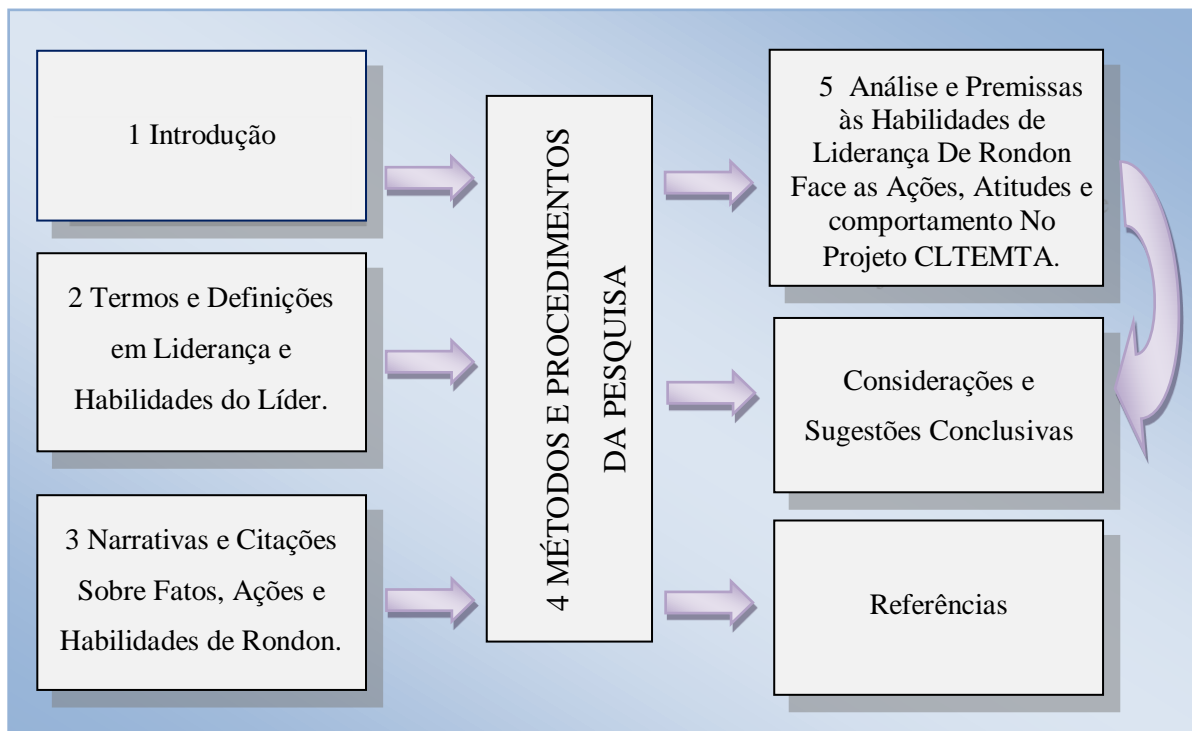 1 Introdução
2 Termos e Definições
em Liderança e
Habilidades do Líder.
3 Narrativas e Citações
Sobre Fatos, Ações e
Habilidades de Rondon.
4 MÉTODOS E PROCEDIMENTOS
DA PESQUISA
5 Análise e Premissas
às Habilidades de
Liderança De Rondon
Face as Ações, Atitudes e
comportamento No
Projeto CLTEMTA.
Considerações e
Sugestões Conclusivas
Referências